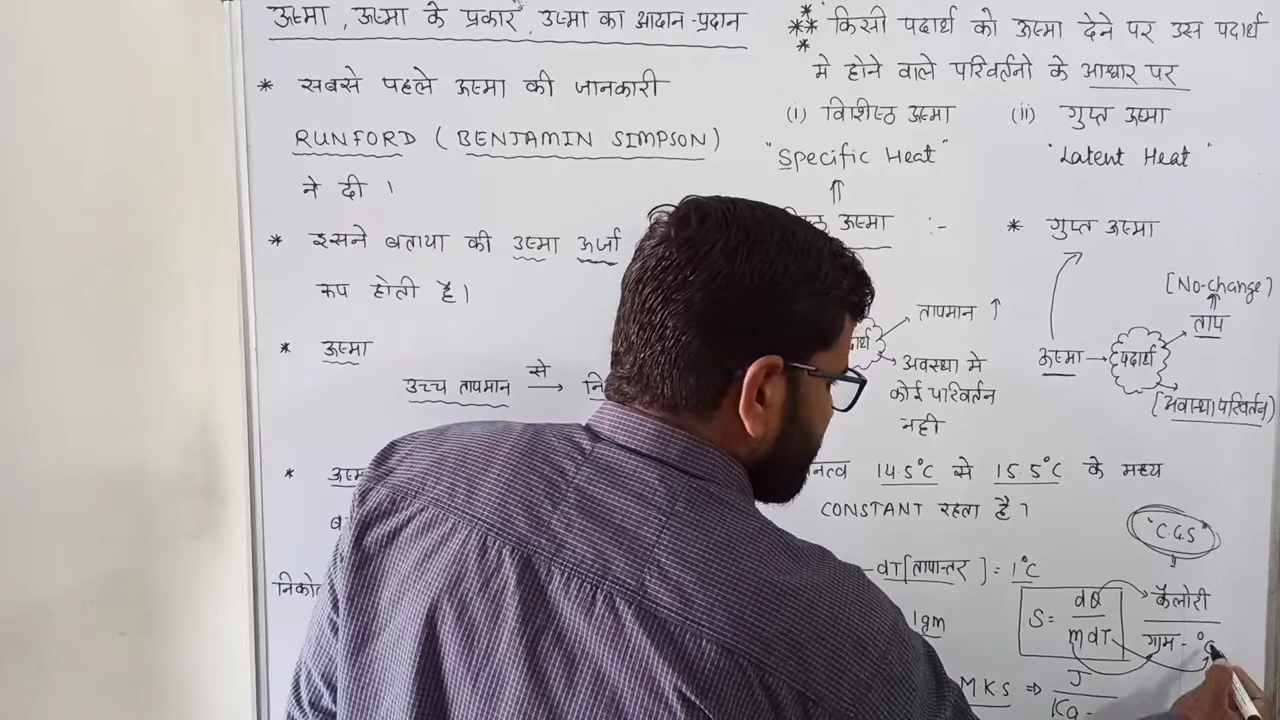 ऊष्मा, ऊष्मा के प्रकार, उष्मा का आदान-प्रदान
* सबसे पहले ऊष्मा की जानकारी
RUNFORD (BENJAMIN SIMPSON)
ने दी ।
* इसने बताया की उष्मा ऊर्जा
रूप होती है।
* ऊष्मा
उच्च तापमान से →
*
** किसी पदार्थ को ऊष्मा देने पर उस पदार्थ
*
मे होने वाले परिवर्तनो के आधार पर
(i) विशिष्ठ ऊष्मा (ii) गुप्त ऊष्मा
"Specific Heat" "Latent Heat"
⇑
ऊष्मा :- * गुप्त ऊष्मा
(No-change)
⇑
तापमान ↑ ताप
ऊष्मा → पदार्थ
अवस्था मे
कोई परिवर्तन
नही
(अवस्था परिवर्तन)
14.5°C से 15.5°C के मध्य
CONSTANT रहता है ?
"C.G.S"
⇓
dT[तापान्तर] = 1°C
1gm
S = dQ / mdT
कैलोरी / ग्राम-°C
MKS ⇒ J / Kg -